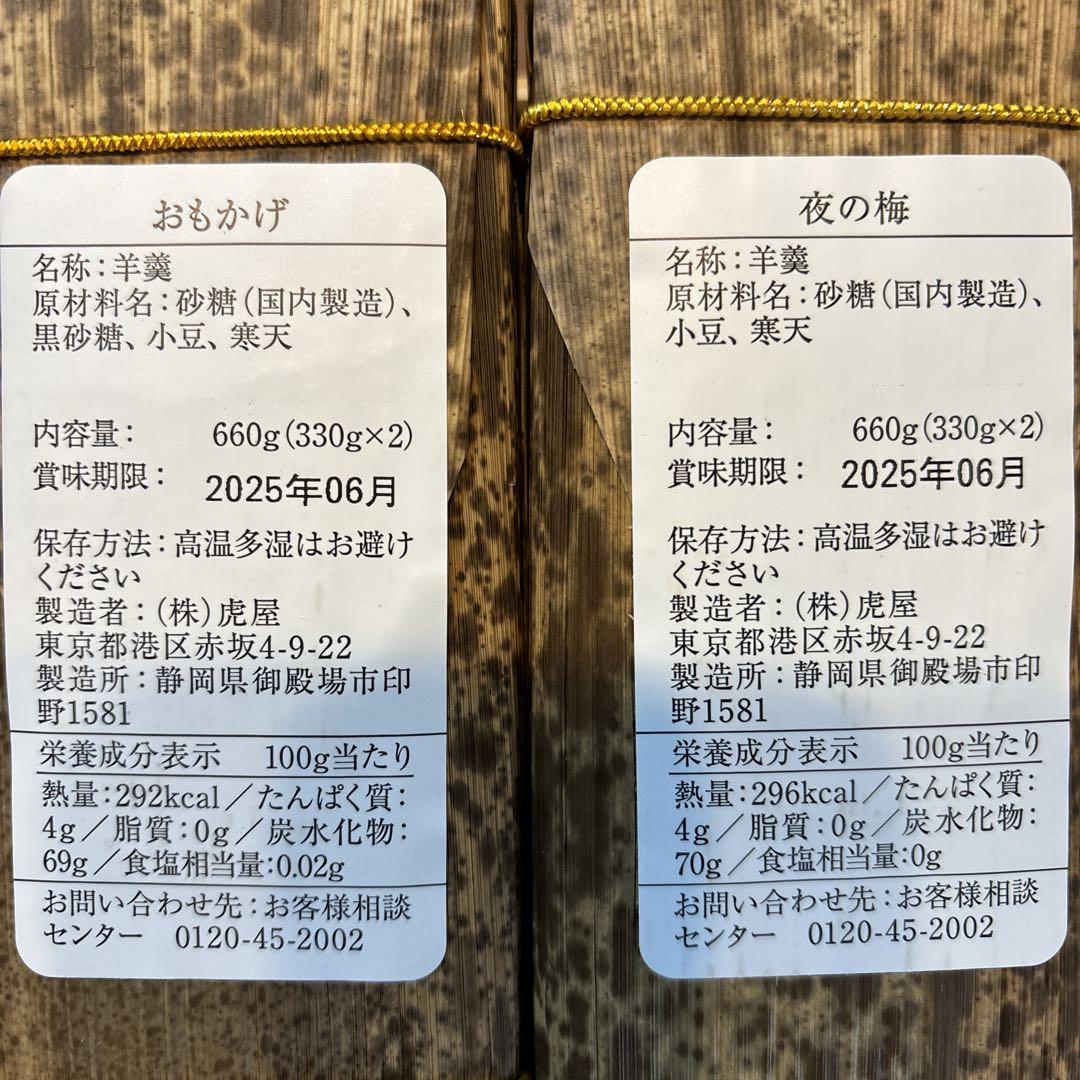 おもかげ
名称：羊羹
原材料名：砂糖（国内製造）、
黒砂糖、小豆、寒天
内容量： 660g（330g×2）
賞味期限： 2025年06月
保存方法：高温多湿はお避け
ください
製造者：（株）虎屋
東京都港区赤坂4-9-22
製造所：静岡県御殿場市印
野1581
栄養成分表示 100g当たり
熱量：292kcal／たんぱく質：
4g／脂質：0g／炭水化物：
69g／食塩相当量：0.02g
お問い合わせ先：お客様相談
センター 0120-45-2002
夜の梅
名称：羊羹
原材料名：砂糖（国内製造）、
小豆、寒天
内容量： 660g（330g×2）
賞味期限： 2025年06月
保存方法：高温多湿はお避け
ください
製造者：（株）虎屋
東京都港区赤坂4-9-22
製造所：静岡県御殿場市印
野1581
栄養成分表示 100g当たり
熱量：296kcal／たんぱく質：
4g／脂質：0g／炭水化物：
70g／食塩相当量：0g
お問い合わせ先：お客様相談
センター 0120-45-2002